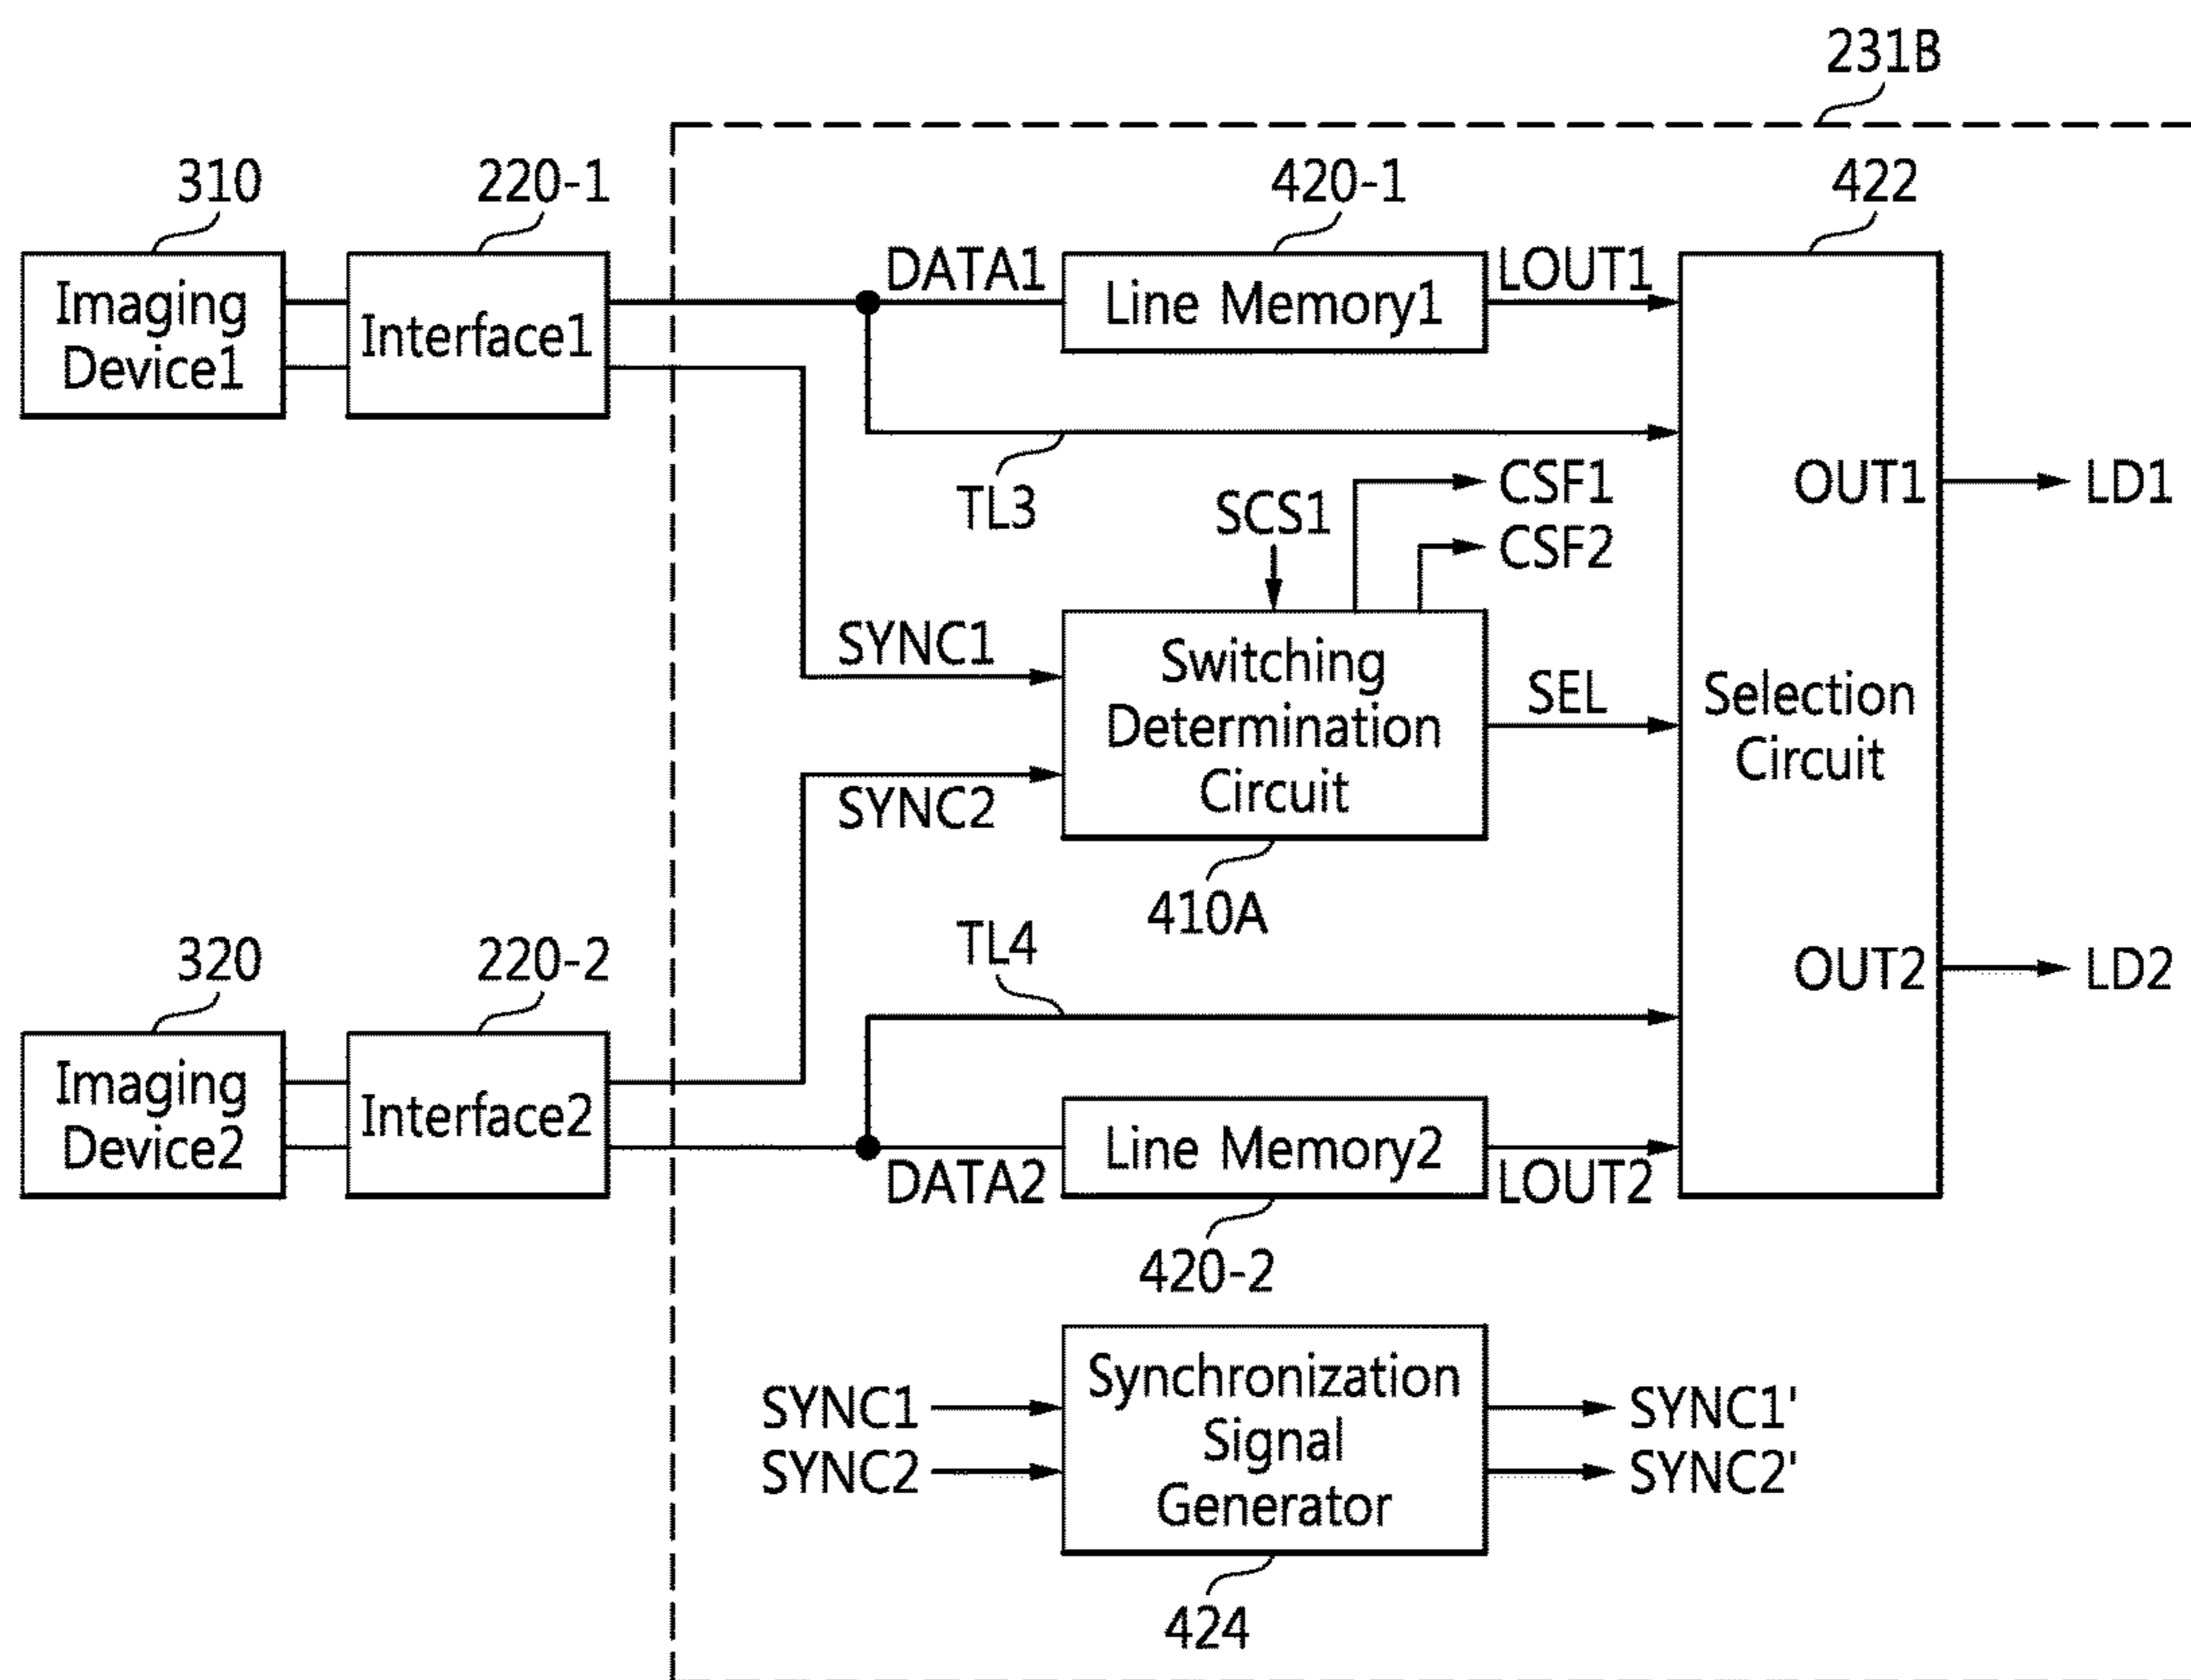 231B
310
220-1
420-1
422
Imaging
Device1
Interface1
DATA1
Line Memory1
LOUT1
TL3
SCS1
CSF1
CSF2
OUT1
LD1
SYNC1
SYNC2
Switching
Determination
Circuit
SEL
Selection
Circuit
410A
TL4
OUT2
LD2
320
220-2
Imaging
Device2
Interface2
DATA2
Line Memory2
LOUT2
420-2
SYNC1
SYNC2
Synchronization
Signal
Generator
SYNC1'
SYNC2'
424